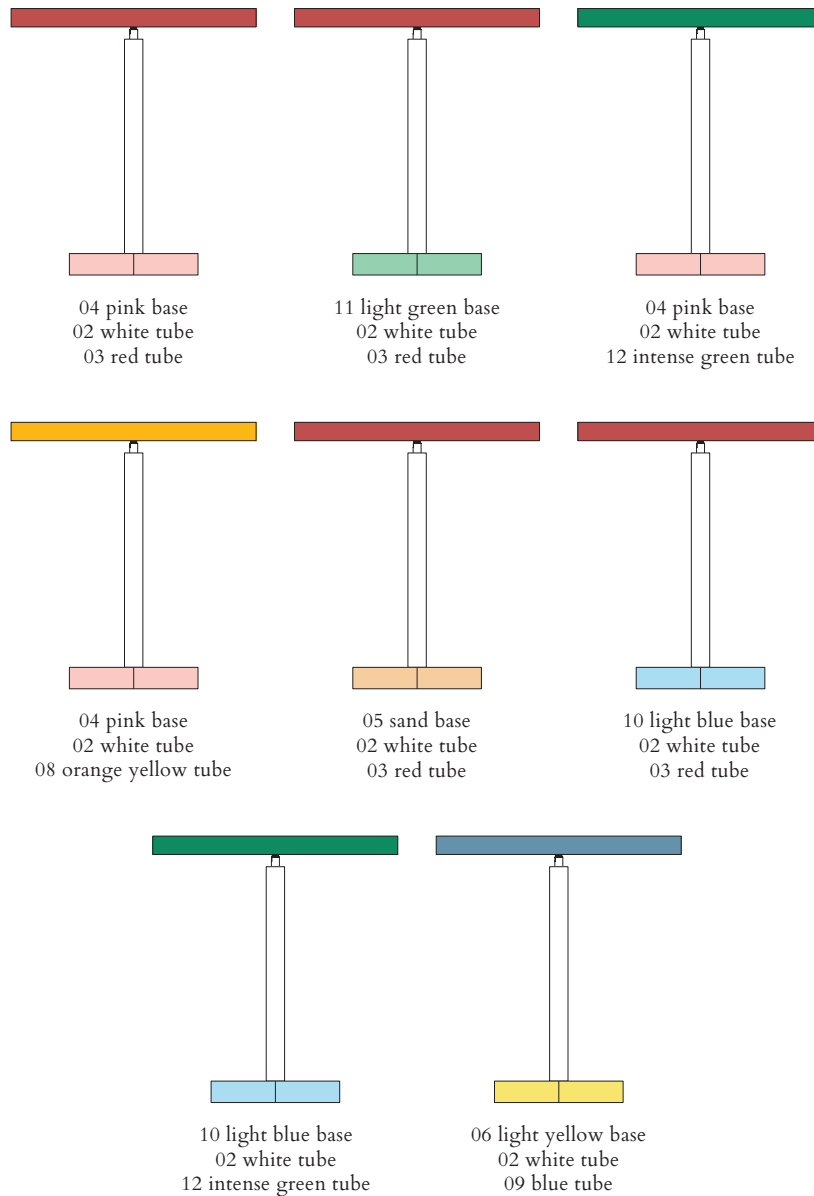 04 pink base
02 white tube
03 red tube
11 light green base
02 white tube
03 red tube
04 pink base
02 white tube
12 intense green tube
04 pink base
02 white tube
08 orange yellow tube
05 sand base
02 white tube
03 red tube
10 light blue base
02 white tube
03 red tube
10 light blue base
02 white tube
12 intense green tube
06 light yellow base
02 white tube
09 blue tube